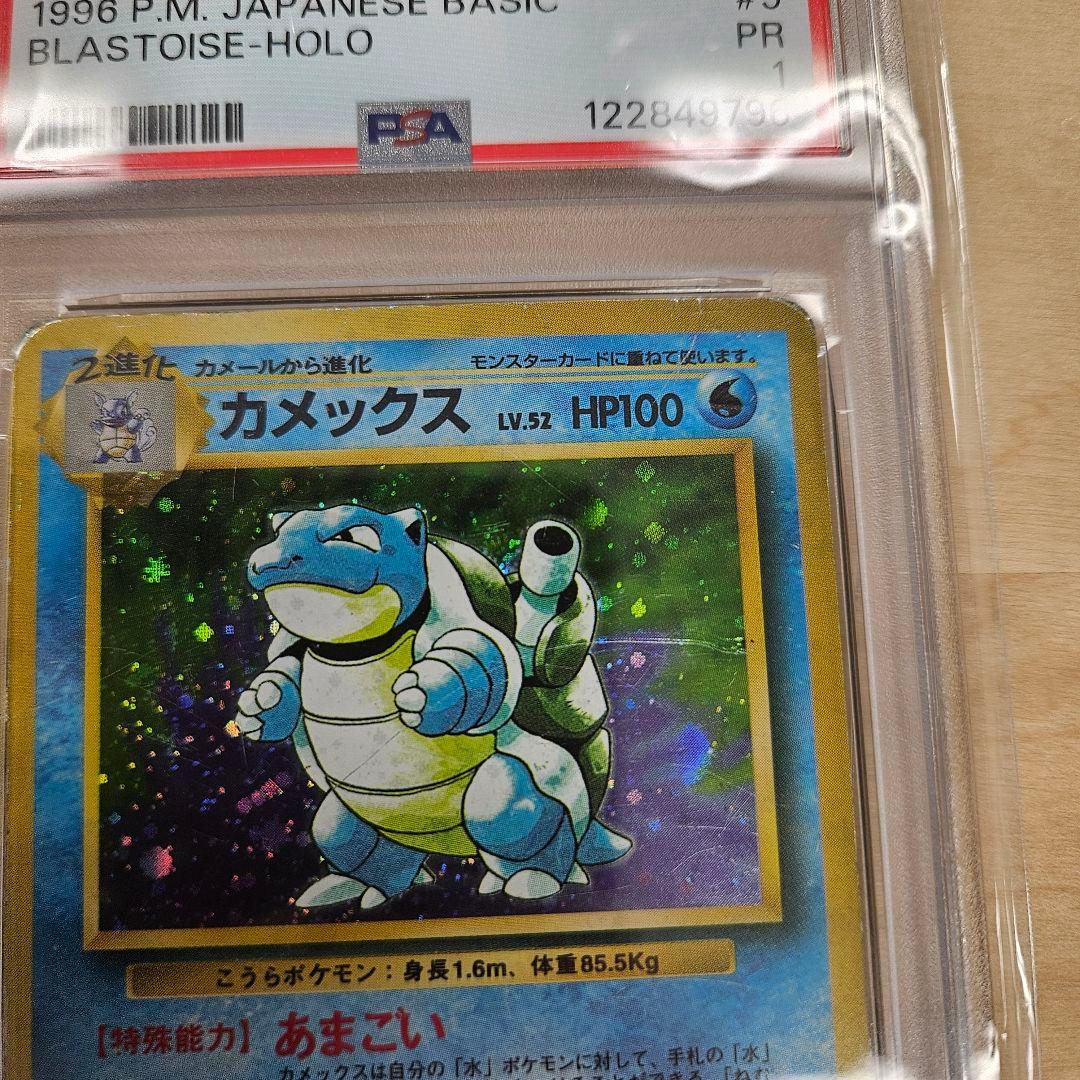 1996 P.M. JAPANESE BASIC
#9
BLASTOISE-HOLO
PR
1
PSA
122849796
2進化
カメールから進化
モンスターカードに重ねて使います。
カメックス LV.52 HP100
こうらポケモン：身長1.6m、体重85.5Kg
【特殊能力】あまごい
カメックスは自分の「水」ポケモンに対して、手札の「水」